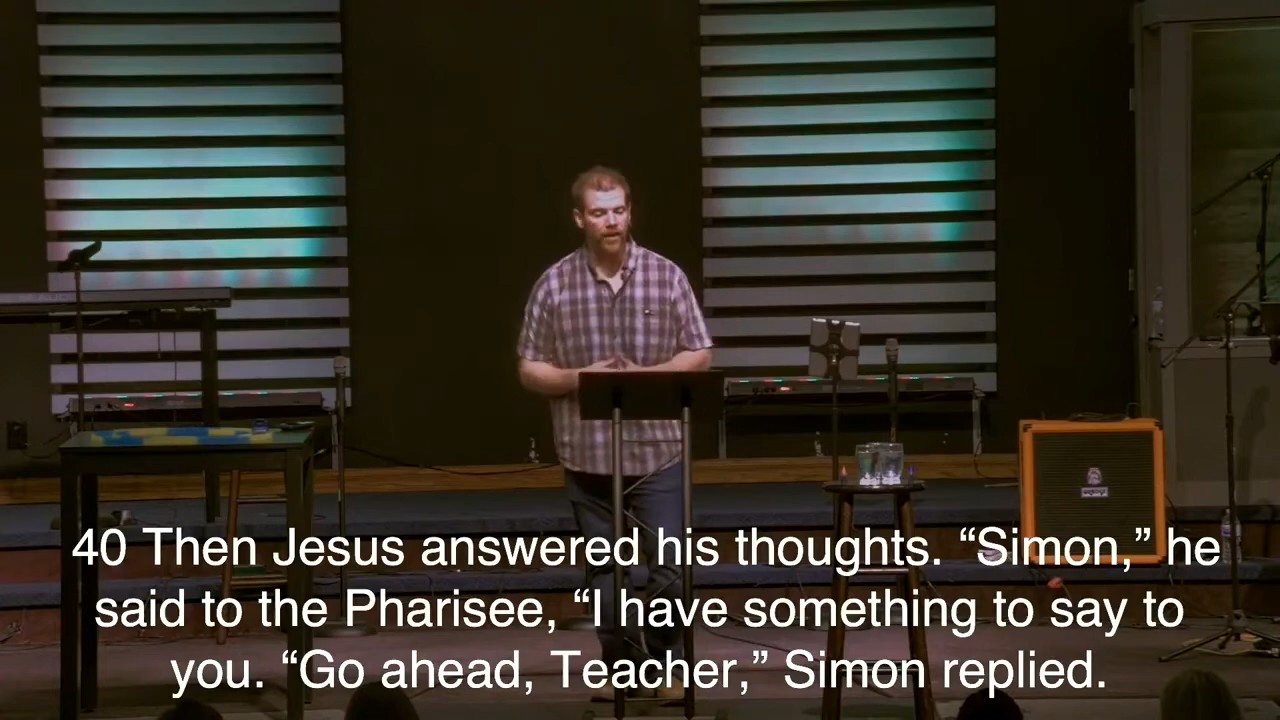 40 Then Jesus answered his thoughts. “Simon,” he
said to the Pharisee, “I have something to say to
you. “Go ahead, Teacher,” Simon replied.